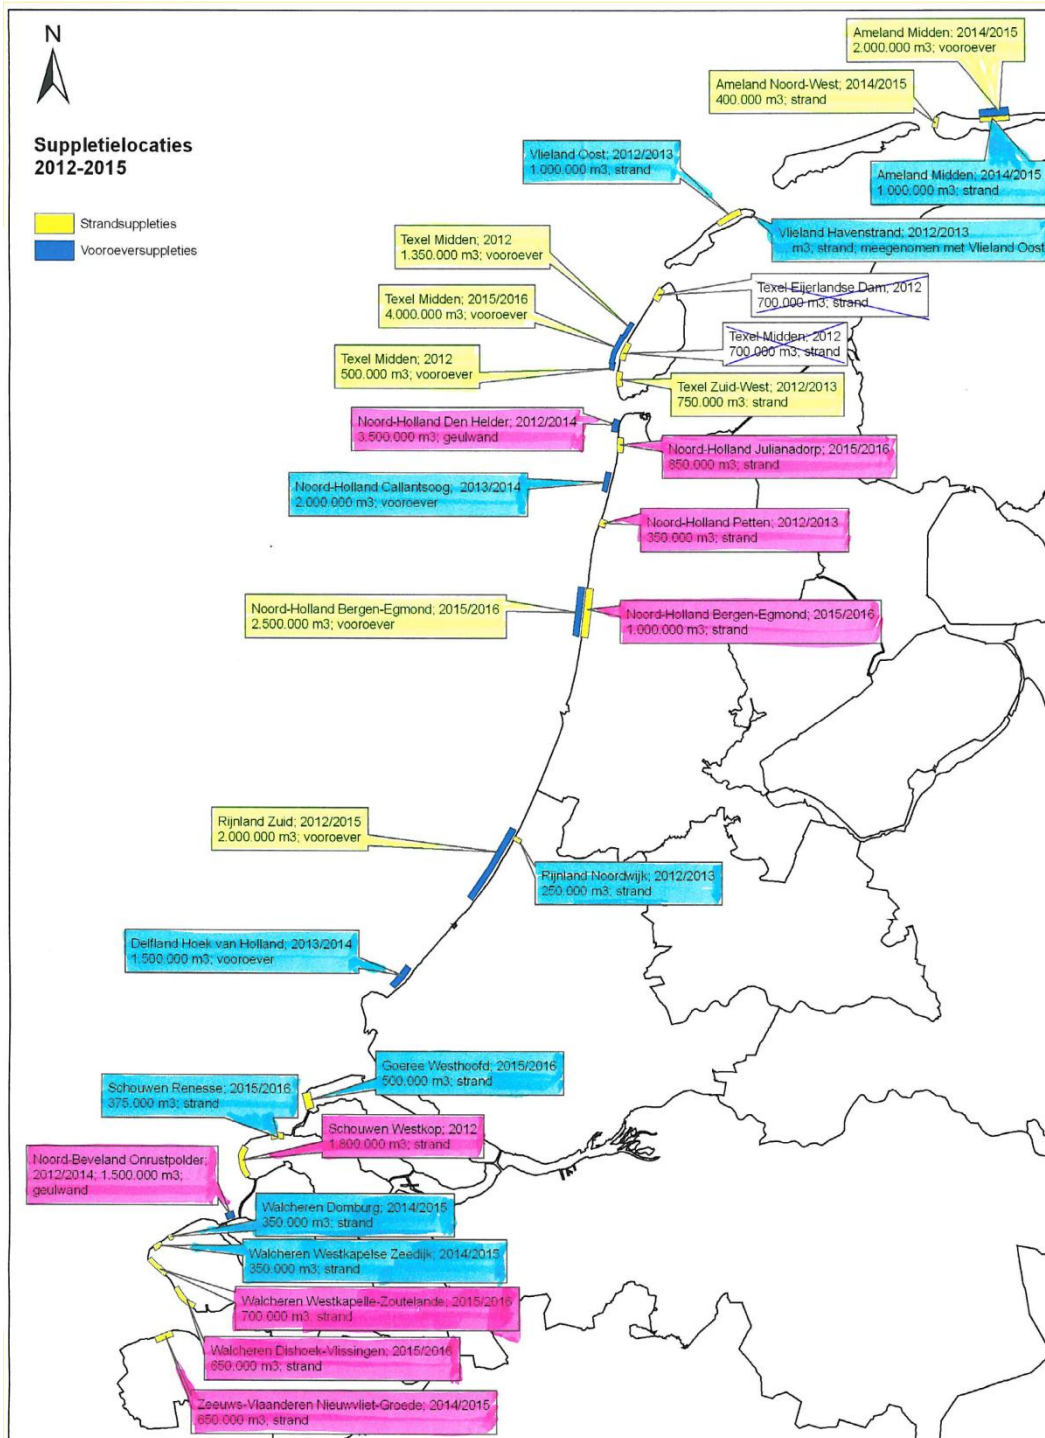 N
Suppletielocaties
2012-2015
Strandsuppleties
Vooroeversuppleties
Ameland Midden; 2014/2015
2.000.000 m3; vooroever
Ameland Noord-West; 2014/2015
400.000 m3; strand
Vlieland Oost; 2012/2013
1.000.000 m3; strand
Ameland Midden; 2014/2015
1.000.000 m3; strand
Vlieland Havenstrand; 2012/2013
m3, strand; meegenomen met Vlieland Oost
Texel Midden; 2012
1.350.000 m3; vooroever
Texel Eijerlandse Dam; 2012
700.000 m3; strand
Texel Midden; 2015/2016
4.000.000 m3; vooroever
Texel Midden; 2012
700.000 m3; strand
Texel Midden; 2012
500.000 m3; vooroever
Texel Zuid-West; 2012/2013
750.000 m3; strand
Noord-Holland Den Helder; 2012/2014
3.500.000 m3; geulwand
Noord-Holland Julianadorp; 2015/2016
850.000 m3; strand
Noord-Holland Callantsoog; 2013/2014
2.000.000 m3; vooroever
Noord-Holland Petten; 2012/2013
350.000 m3; strand
Noord-Holland Bergen-Egmond; 2015/2016
2.500.000 m3; vooroever
Noord-Holland Bergen-Egmond; 2015/2016
1.000.000 m3; strand
Rijnland Zuid; 2012/2015
2.000.000 m3; vooroever
Rijnland Noordwijk; 2012/2013
250.000 m3; strand
Delfland Hoek van Holland; 2013/2014
1.500.000 m3; vooroever
Goeree Westhoofd; 2015/2016
500.000 m3; strand
Schouwen Renesse; 2015/2016
375.000 m3; strand
Schouwen Westkop; 2012
1.800.000 m3; strand
Noord-Beveland Onrustpolder;
2012/2014; 1.500.000 m3;
geulwand
Walcheren Domburg; 2014/2015
350.000 m3; strand
Walcheren Westkapelse Zeedijk; 2014/2015
350.000 m3; strand
Walcheren Westkapelle-Zoutelande; 2015/2016
700.000 m3; strand
Walcheren Dishoek-Vlissingen; 2015/2016
650.000 m3; strand
Zeeuws-Vlaanderen Nieuwvliet-Groede; 2014/2015
650.000 m3; strand